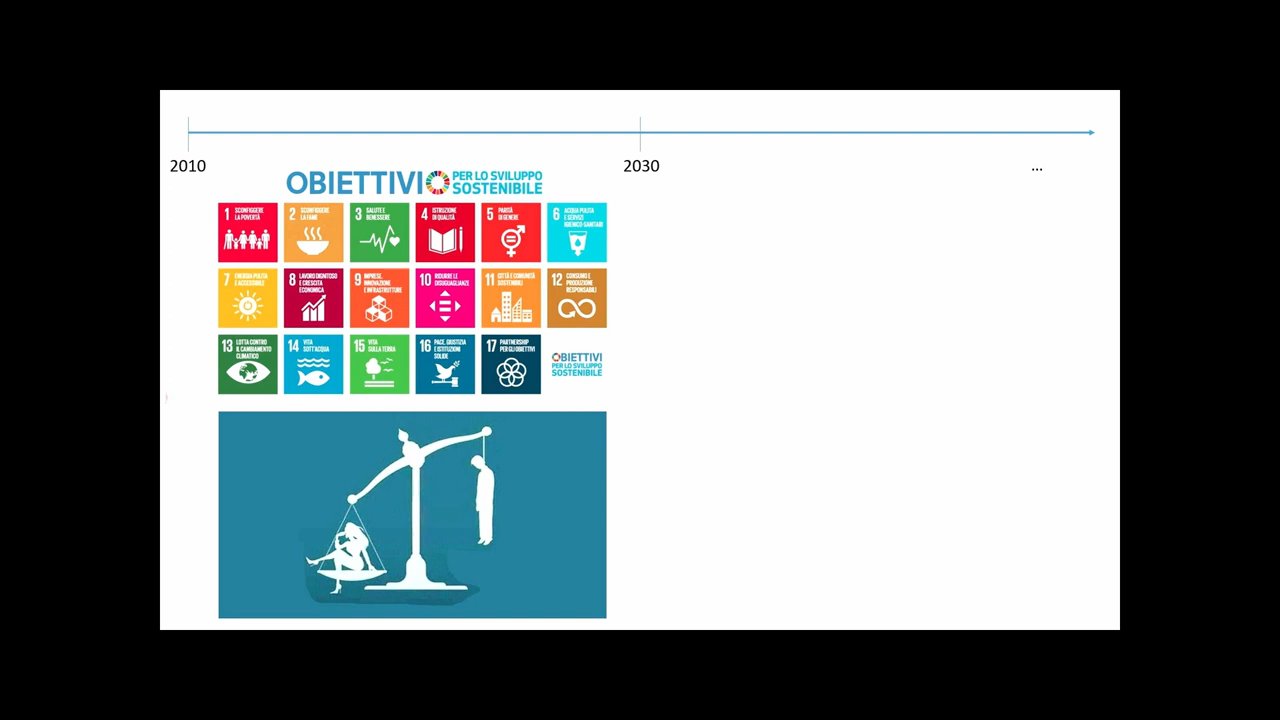 2010
2030
...
OBIETTIVI PER LO SVILUPPO
SOSTENIBILE
1 SCONFIGGERE
LA POVERTÀ
2 SCONFIGGERE
LA FAME
3 SALUTE E
BENESSERE
4 ISTRUZIONE
DI QUALITÀ
5 PARITÀ
DI GENERE
6 ACQUA PULITA
E SERVIZI
IGIENICO-SANITARI
7 ENERGIA PULITA
E ACCESSIBILE
8 LAVORO DIGNITOSO
E CRESCITA
ECONOMICA
9 IMPRESE,
INNOVAZIONE
E INFRASTRUTTURE
10 RIDURRE LE
DISUGUAGLIANZE
11 CITTÀ E COMUNITÀ
SOSTENIBILI
12 CONSUMO E
PRODUZIONE
RESPONSABILI
13 LOTTA CONTRO
IL CAMBIAMENTO
CLIMATICO
14 VITA
SOTT'ACQUA
15 VITA
SULLA TERRA
16 PACE, GIUSTIZIA
E ISTITUZIONI
SOLIDE
17 PARTNERSHIP
PER GLI OBIETTIVI
OBIETTIVI
PER LO SVILUPPO
SOSTENIBILE